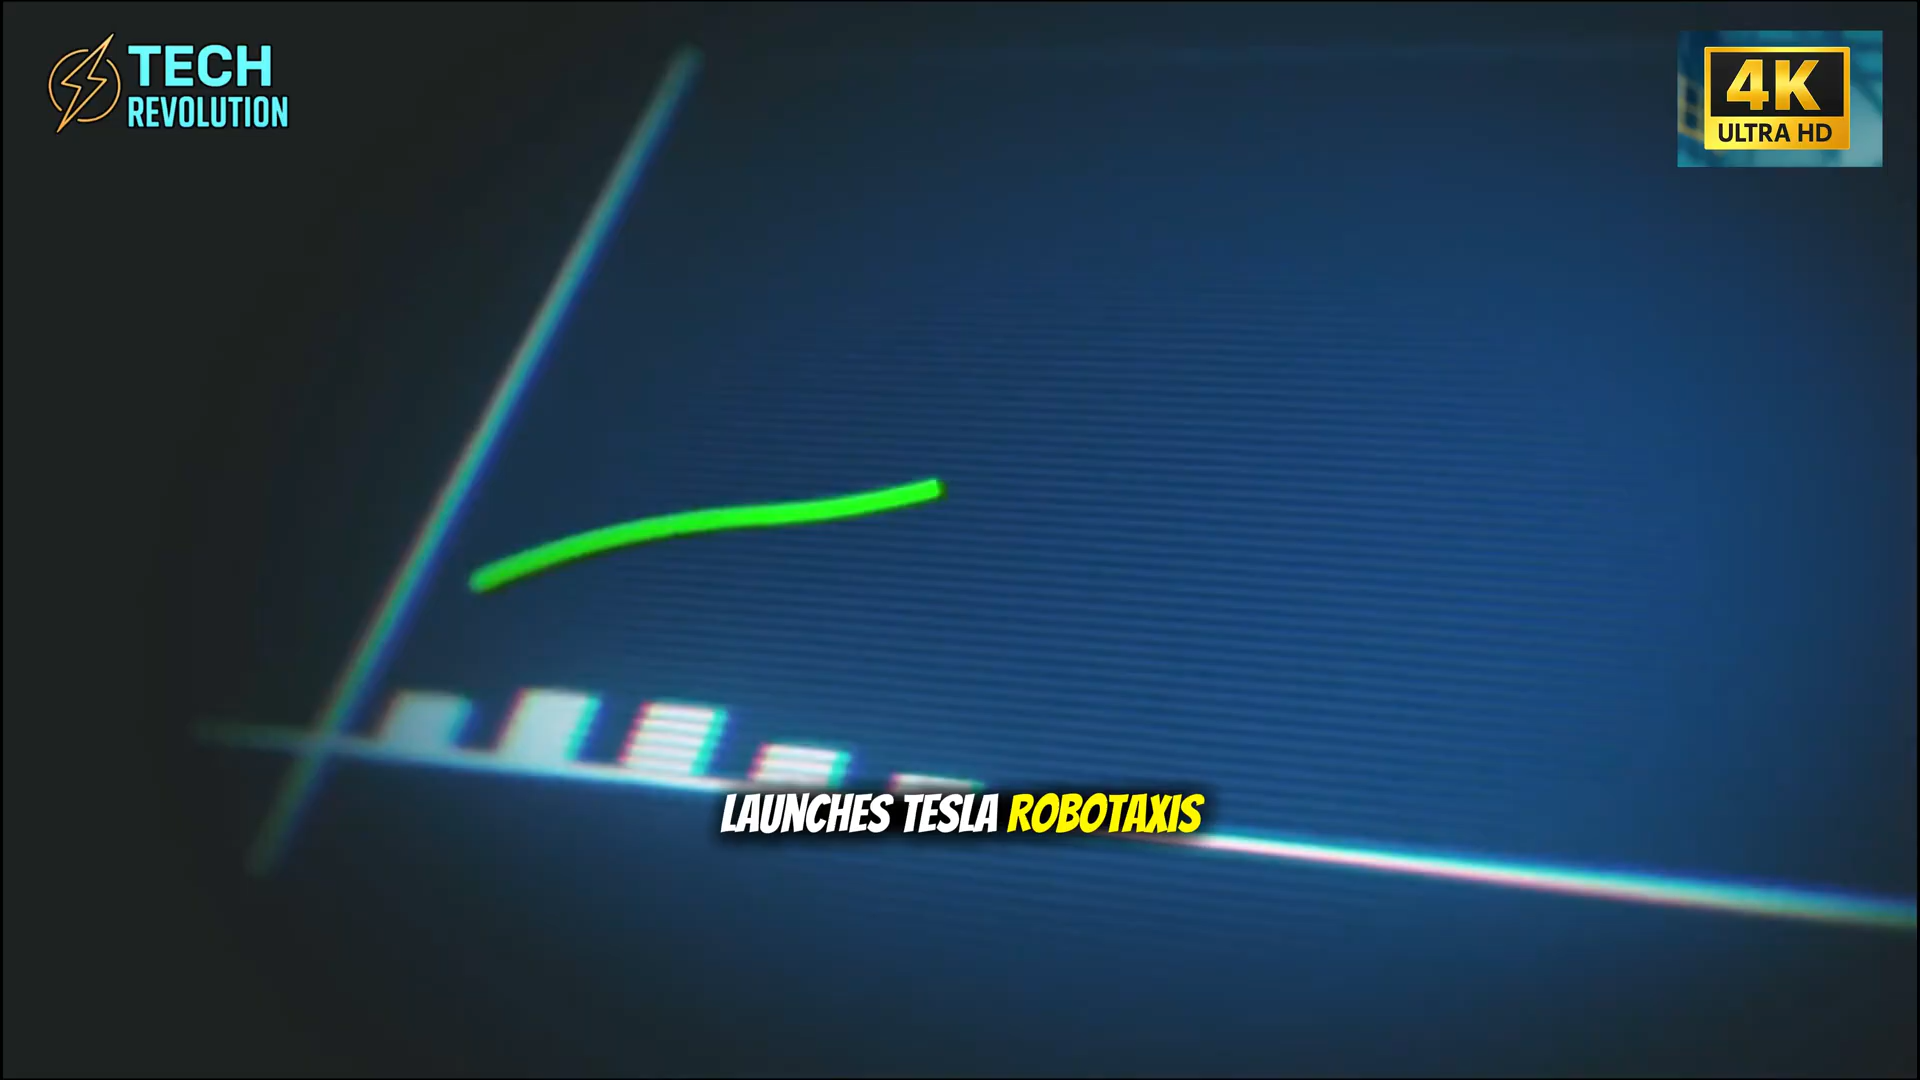 TECH
REVOLUTION
4K
ULTRA HD
LAUNCHES TESLA ROBOTAXIS